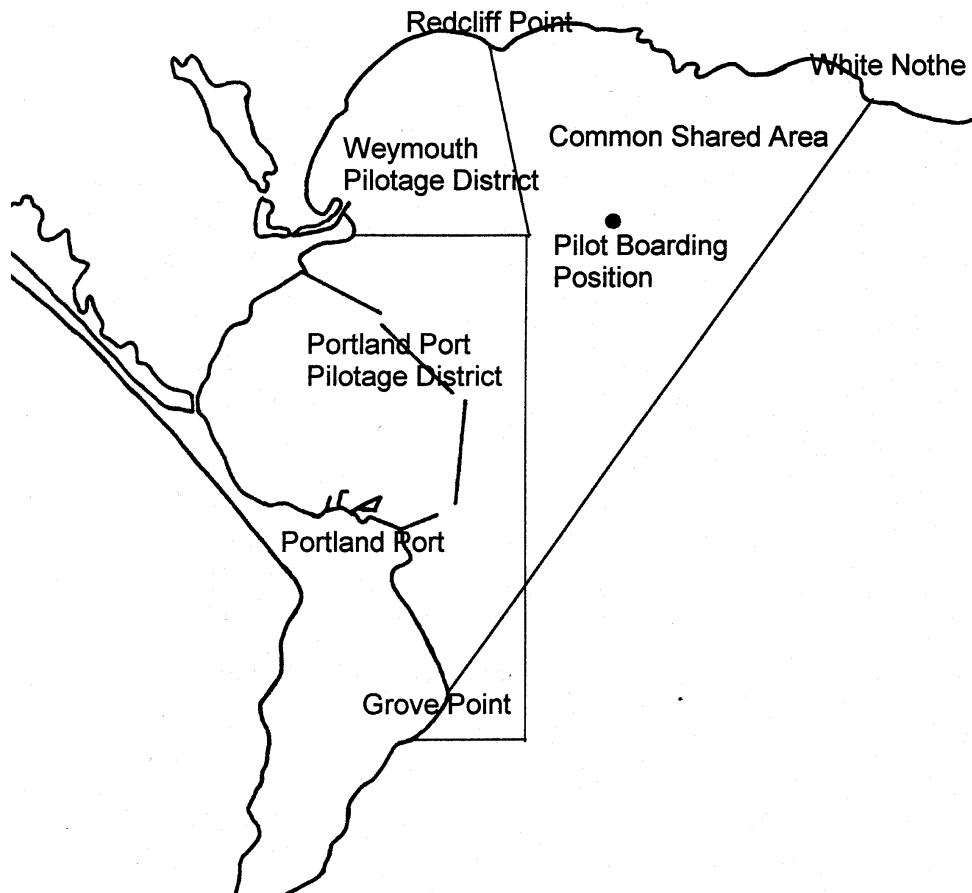 Redcliff Point
White Nothe
Common Shared Area
Weymouth
Pilotage District
Pilot Boarding
Position
Portland Port
Pilotage District
Portland Port
Grove Point